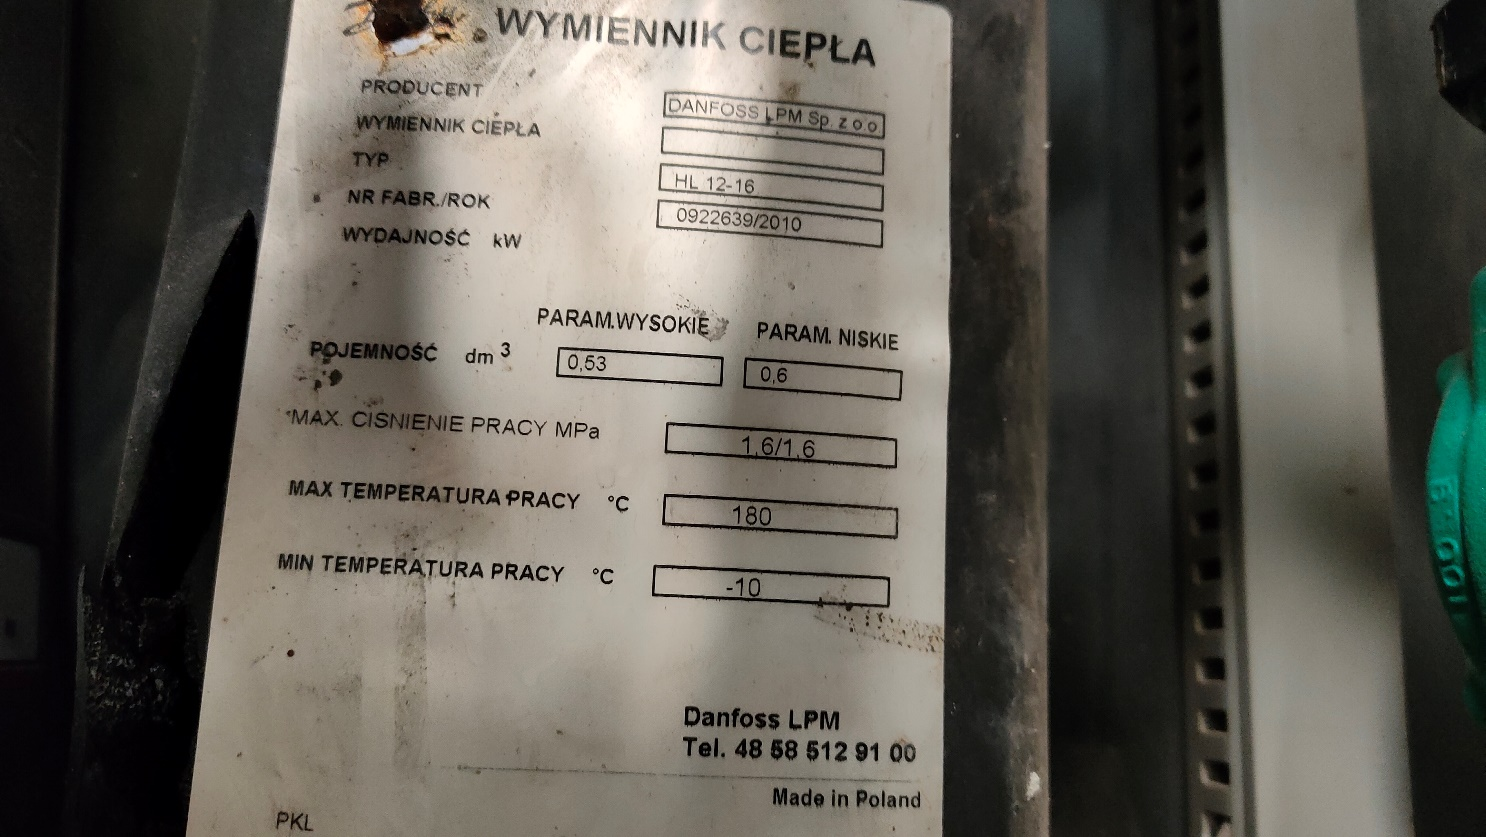 WYMIENNIK CIEPŁA
PRODUCENT DANFOSS LPM Sp. z o.o.
WYMIENNIK CIEPŁA
TYP HL 12-16
NR FABR./ROK 0922639/2010
WYDAJNOŚĆ kW
PARAM.WYSOKIE PARAM. NISKIE
POJEMNOŚĆ dm 3 0,53 0,6
MAX. CIŚNIENIE PRACY MPa 1,6/1,6
MAX TEMPERATURA PRACY °C 180
MIN TEMPERATURA PRACY °C -10
Danfoss LPM
Tel. 48 58 512 91 00
Made in Poland
PKL